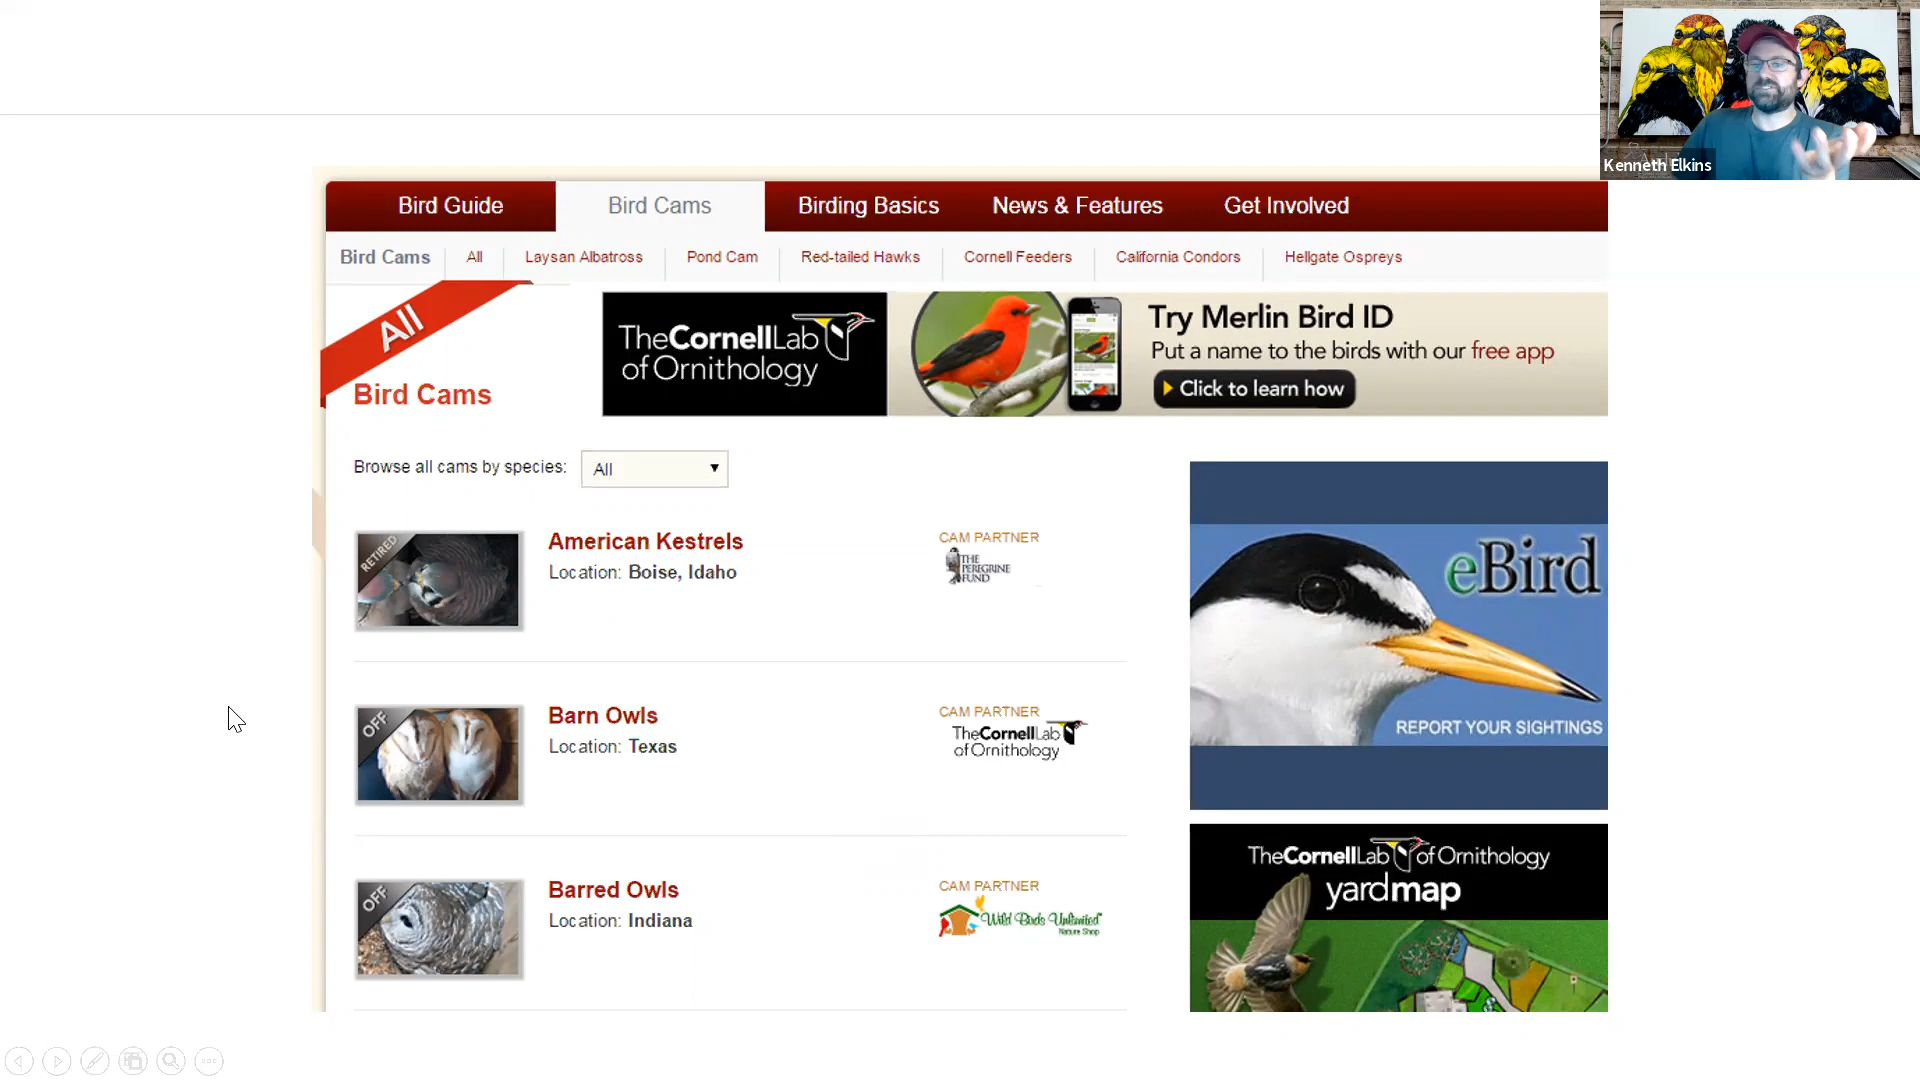 Kenneth Elkins
Bird Guide
Bird Cams
Birding Basics
News & Features
Get Involved
Bird Cams
All
Laysan Albatross
Pond Cam
Red-tailed Hawks
Cornell Feeders
California Condors
Hellgate Ospreys
All
Bird Cams
TheCornellLab
of Ornithology
Try Merlin Bird ID
Put a name to the birds with our free app
Click to learn how
Browse all cams by species:
All
RETIRED
American Kestrels
Location: Boise, Idaho
CAM PARTNER
THE
PEREGRINE
FUND
OFF
Barn Owls
Location: Texas
CAM PARTNER
TheCornellLab
of Ornithology
OFF
Barred Owls
Location: Indiana
CAM PARTNER
Wild Birds Unlimited
Nature Shop
eBird
REPORT YOUR SIGHTINGS
TheCornellLab of Ornithology
yardmap